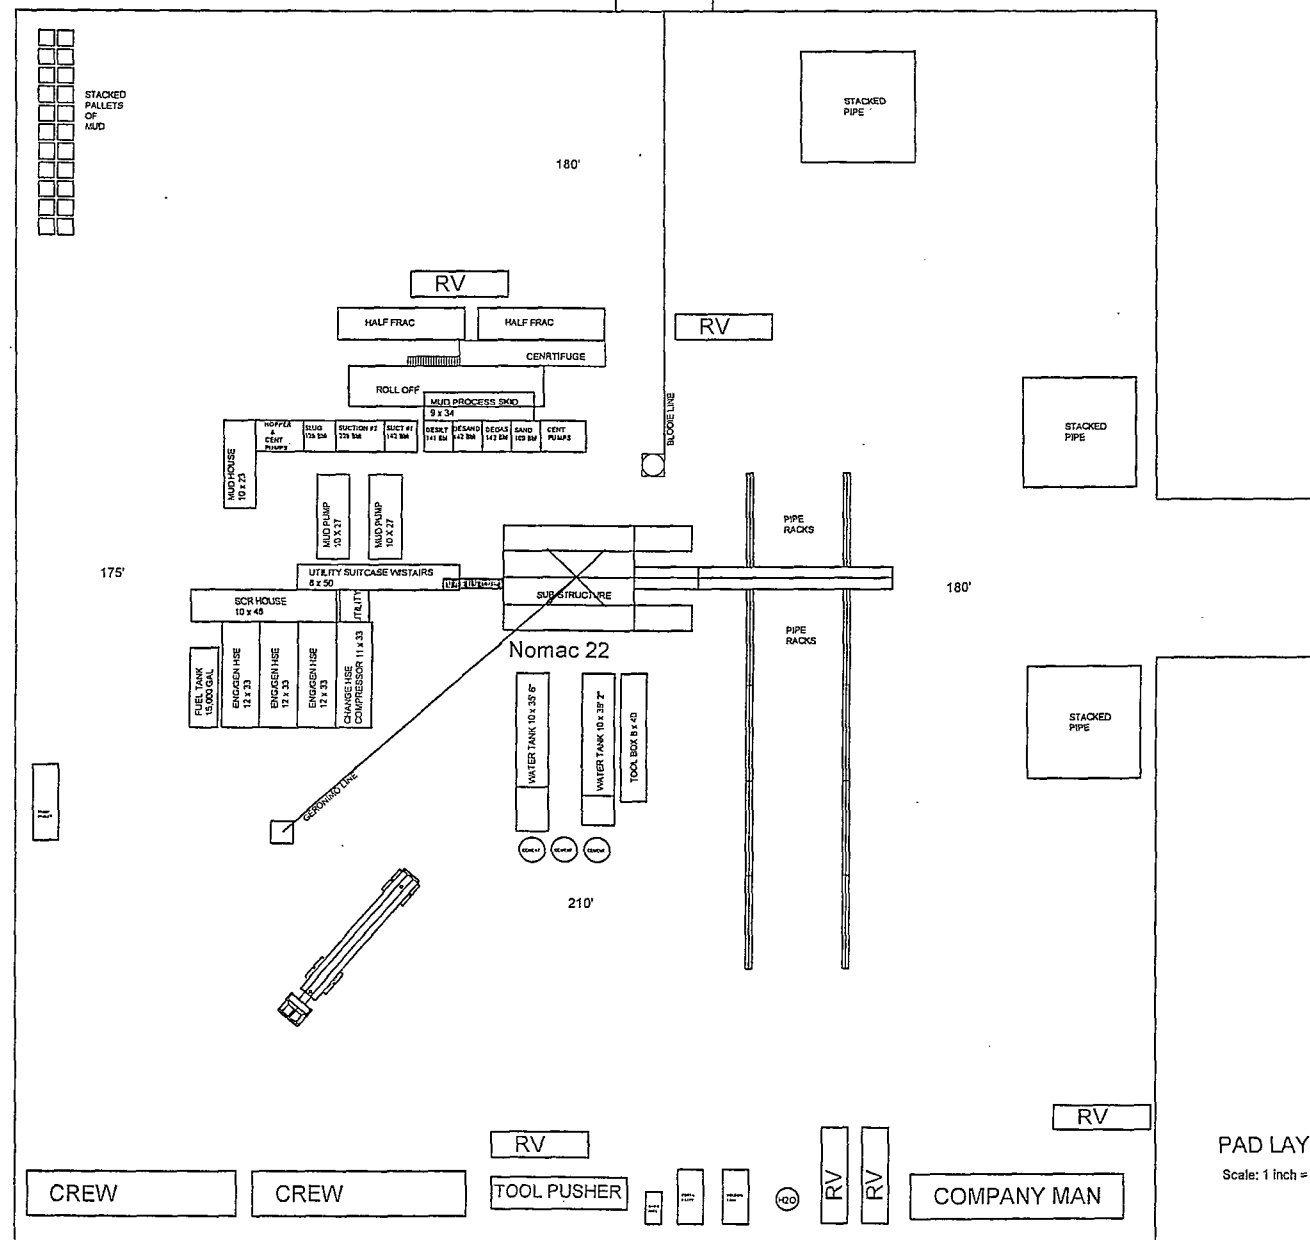 STACKED
PALLETS
OF
MUD
STACKED
PIPE
180'
RV
HALF FRAC
HALF FRAC
RV
CENRTIFUGE
ROLL OFF
MUD PROCESS SKID
9 x 34
BLOOIE LINE
STACKED
PIPE
HOPPER
&
CENT
PUMPS
SLUG
SUCTION #2
SUCT #1
DESILT
DESAND
DEGAS
SAND
CENT
PUMPS
MUD HOUSE
10 x 23
MUD PUMP
10 X 27
MUD PUMP
10 X 27
PIPE
RACKS
175'
UTILITY SUITCASE W/STAIRS
8 x 50
SUB STRUCTURE
180'
SCR HOUSE
10 x 45
UTILITY
PIPE
RACKS
Nomac 22
FUEL TANK
15,000 GAL
ENG/GEN HSE
12 x 33
ENG/GEN HSE
12 x 33
ENG/GEN HSE
12 x 33
CHANGE HSE
COMPRESSOR 11 x 33
WATER TANK 10 x 35' 6"
WATER TANK 10 x 35' 2"
TOOL BOX 8 x 40
STACKED
PIPE
GERONIMO LINE
CEMENT
CEMENT
CEMENT
210'
RV
RV
PAD LAY
Scale: 1 inch =
CREW
CREW
TOOL PUSHER
H2O
RV
RV
COMPANY MAN